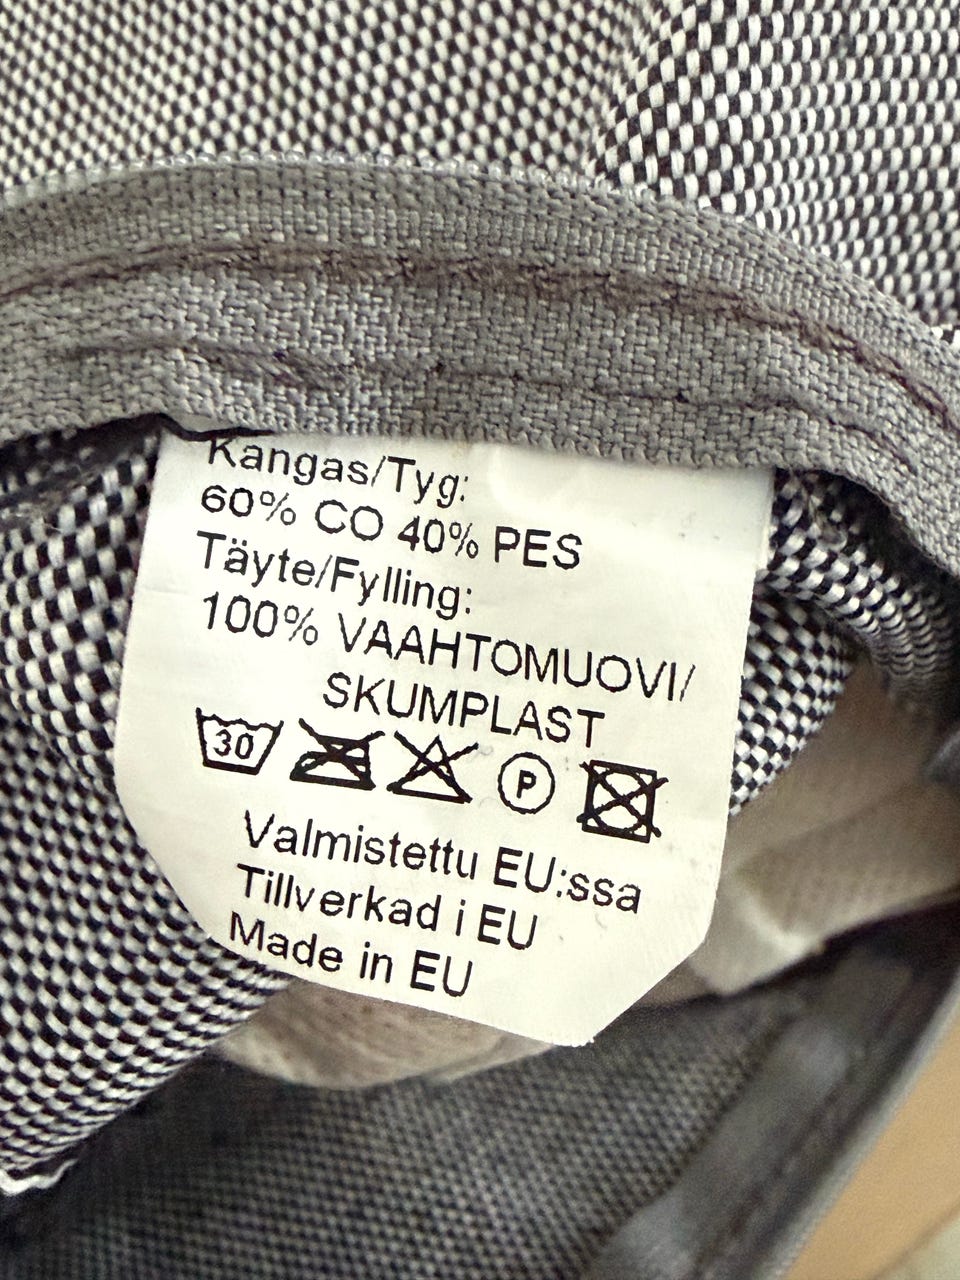 Kangas/Tyg:
60% CO 40% PES
Täyte/Fylling:
100% VAAHTOMUOVI/
SKUMPLAST
30 P
Valmistettu EU:ssa
Tillverkad i EU
Made in EU